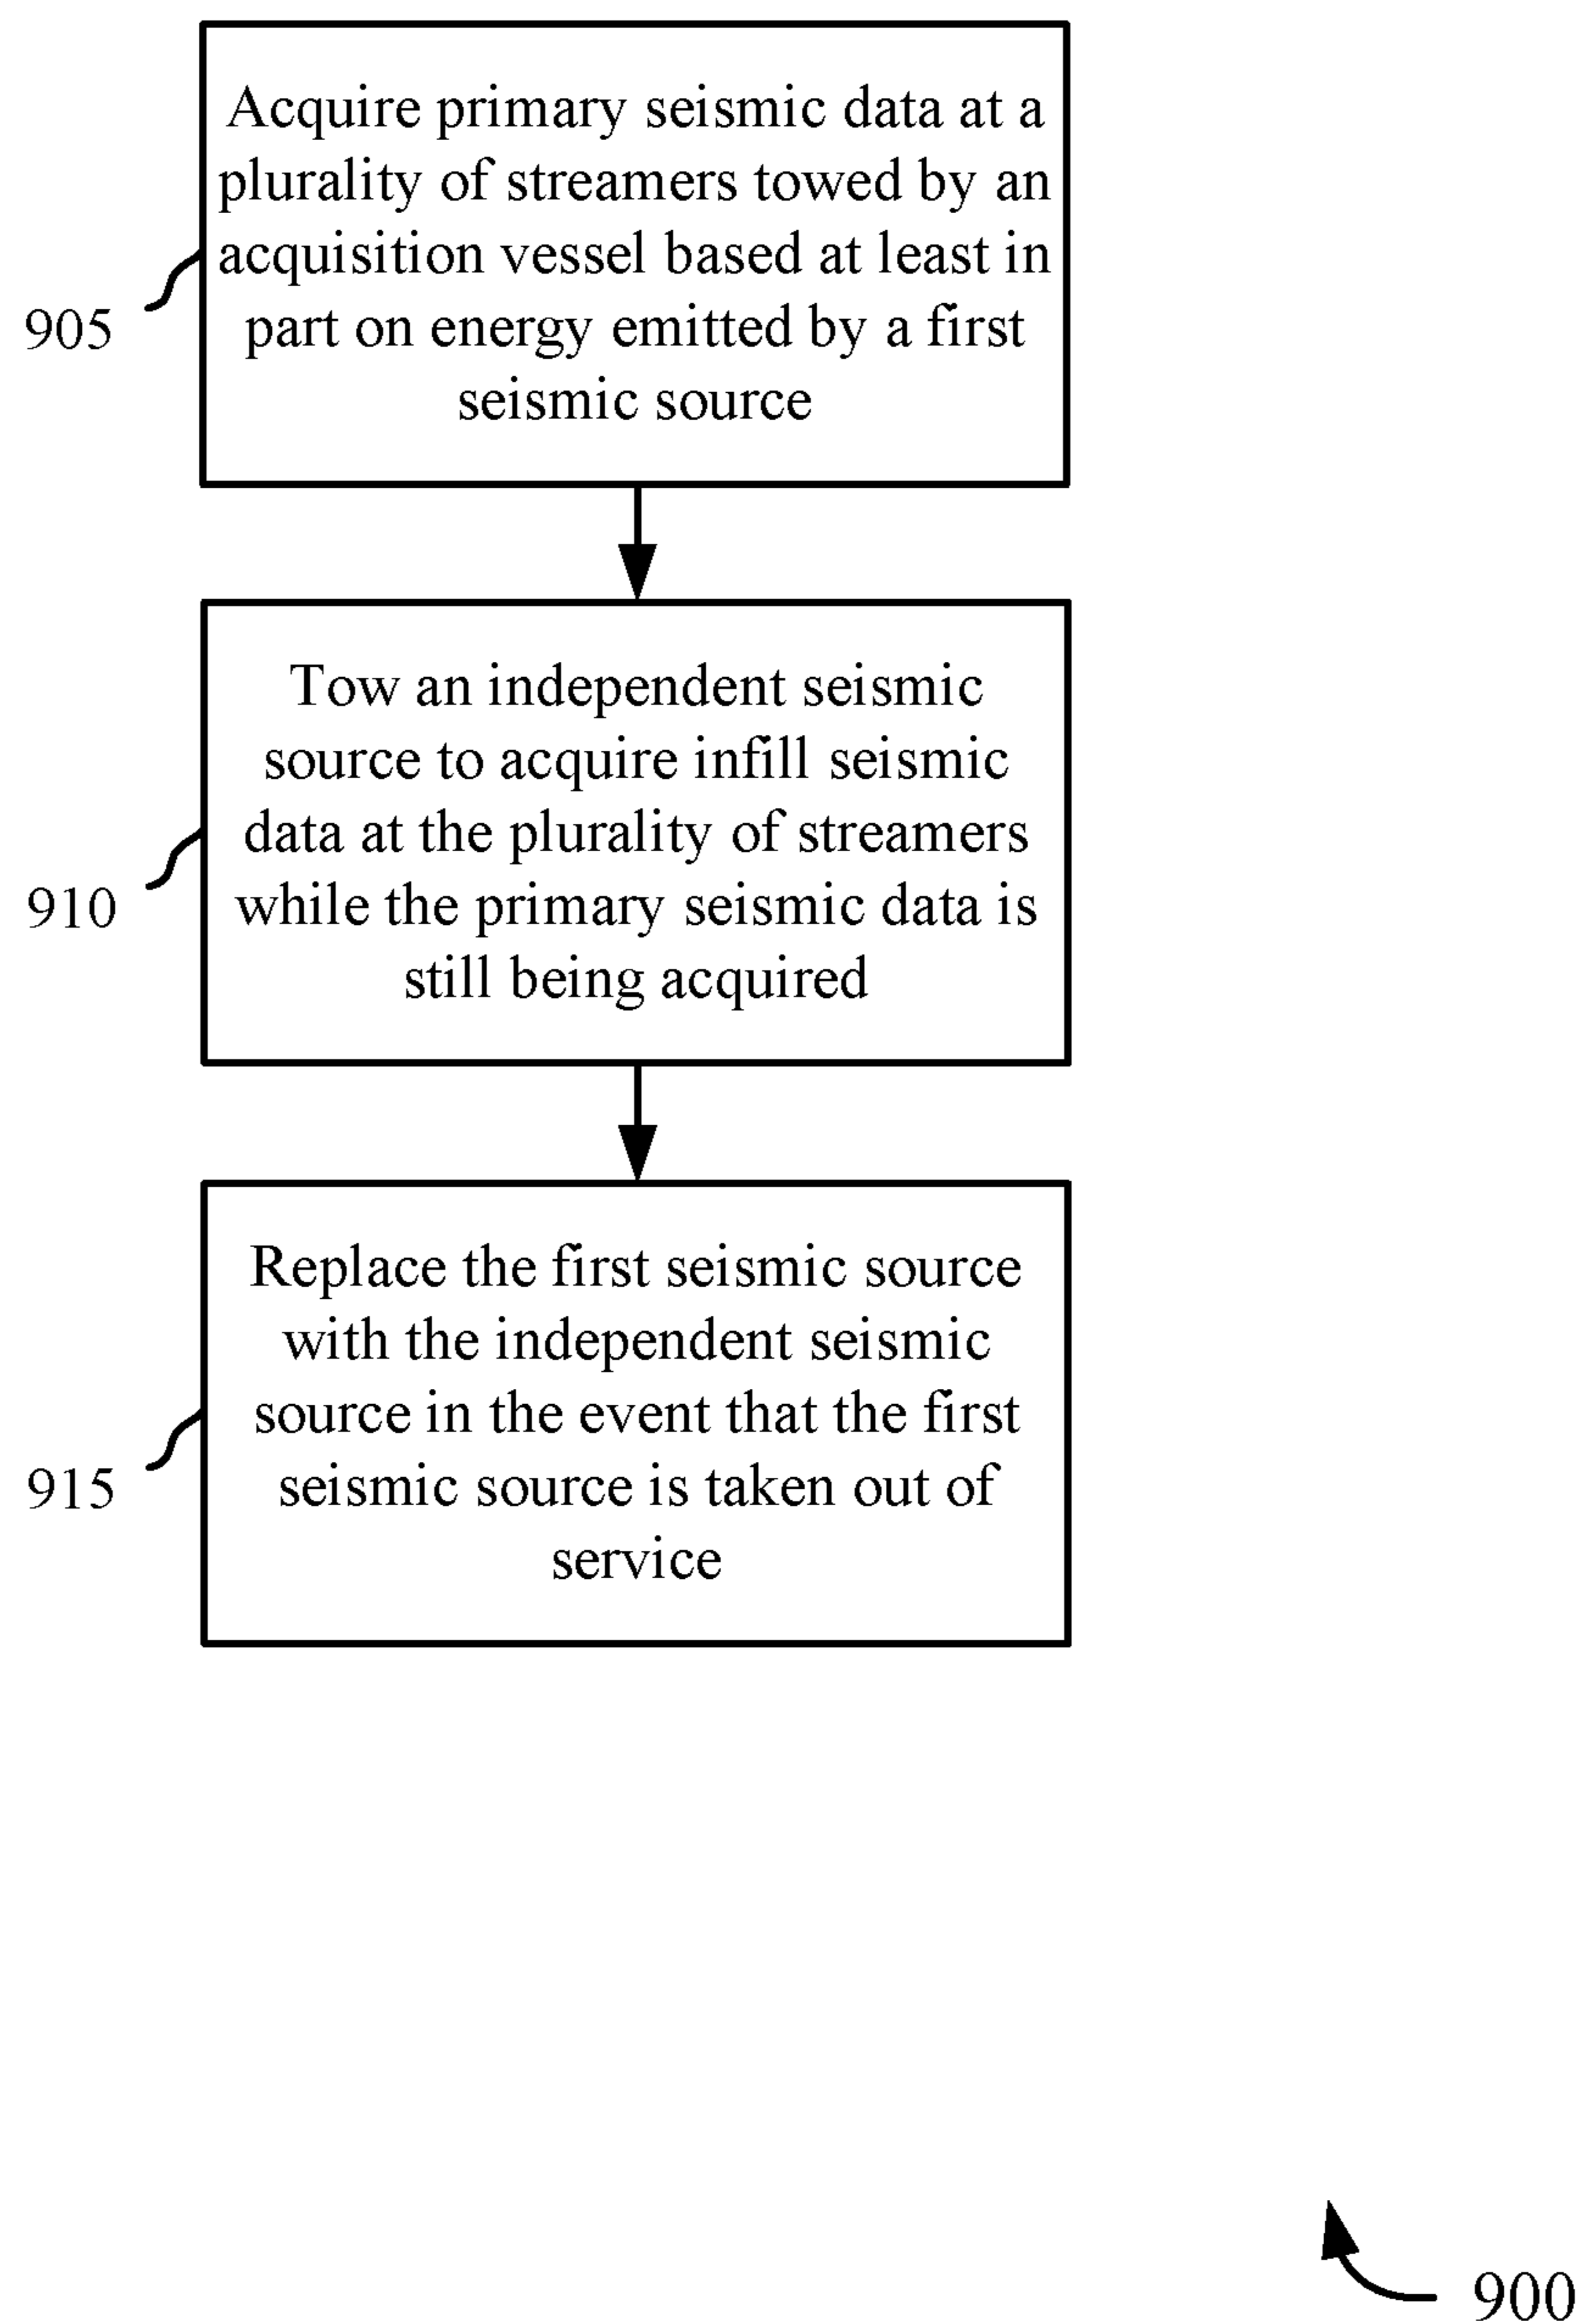 Acquire primary seismic data at a
plurality of streamers towed by an
acquisition vessel based at least in
part on energy emitted by a first
seismic source
905
Tow an independent seismic
source to acquire infill seismic
data at the plurality of streamers
while the primary seismic data is
still being acquired
910
Replace the first seismic source
with the independent seismic
source in the event that the first
seismic source is taken out of
service
915
900